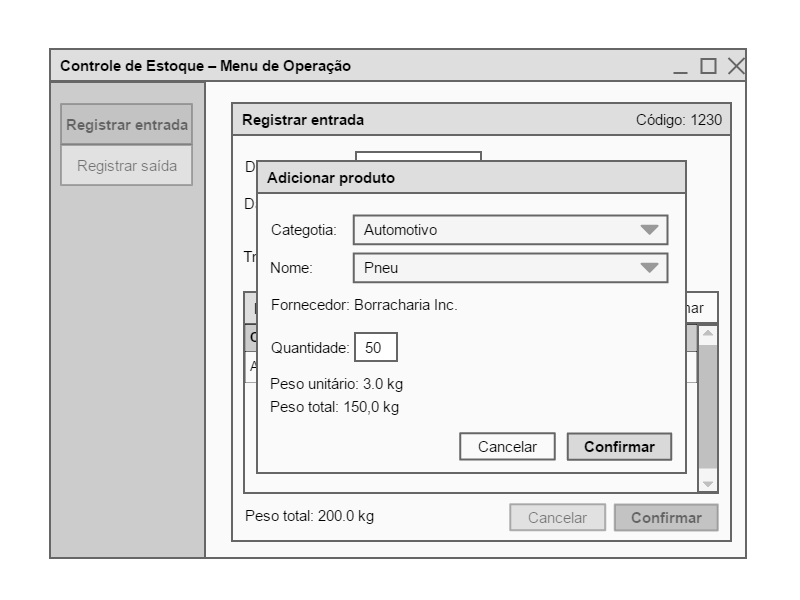 Controle de Estoque – Menu de Operação
Registrar entrada
Registrar saída
Registrar entrada
Código: 1230
Adicionar produto
Categotia: Automotivo
Nome: Pneu
Fornecedor: Borracharia Inc.
Quantidade: 50
Peso unitário: 3.0 kg
Peso total: 150,0 kg
Cancelar
Confirmar
Peso total: 200.0 kg
Cancelar
Confirmar